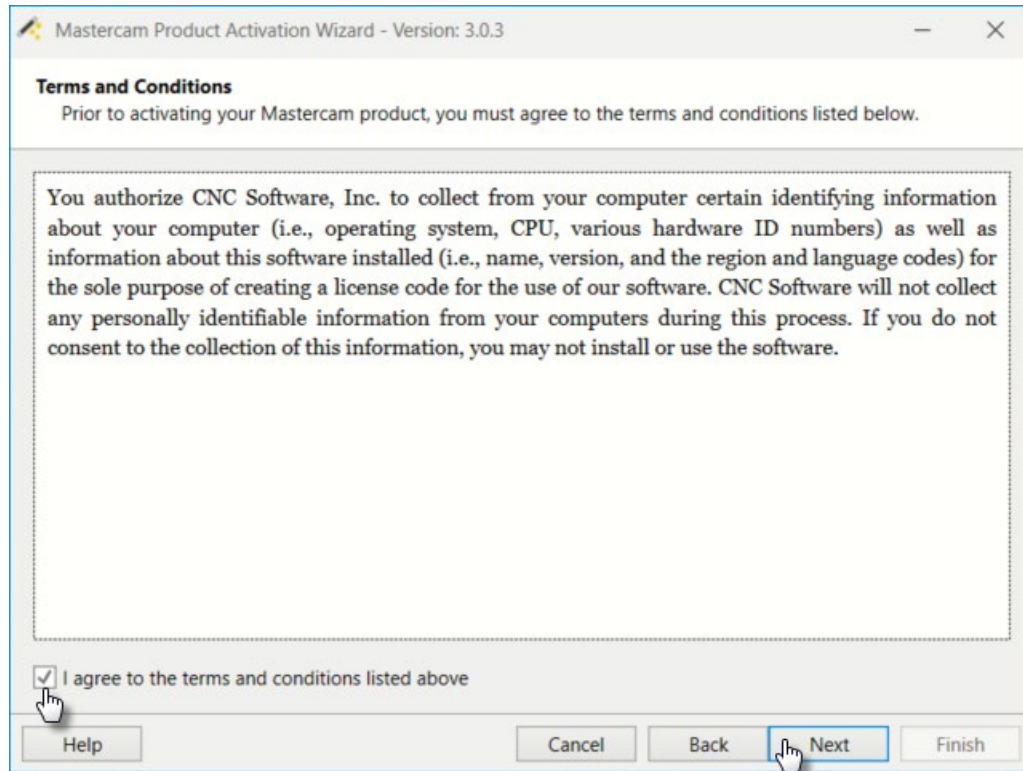 Mastercam Product Activation Wizard - Version: 3.0.3
Terms and Conditions
Prior to activating your Mastercam product, you must agree to the terms and conditions listed below.
You authorize CNC Software, Inc. to collect from your computer certain identifying information
about your computer (i.e., operating system, CPU, various hardware ID numbers) as well as
information about this software installed (i.e., name, version, and the region and language codes) for
the sole purpose of creating a license code for the use of our software. CNC Software will not collect
any personally identifiable information from your computers during this process. If you do not
consent to the collection of this information, you may not install or use the software.
I agree to the terms and conditions listed above
Help Cancel Back Next Finish